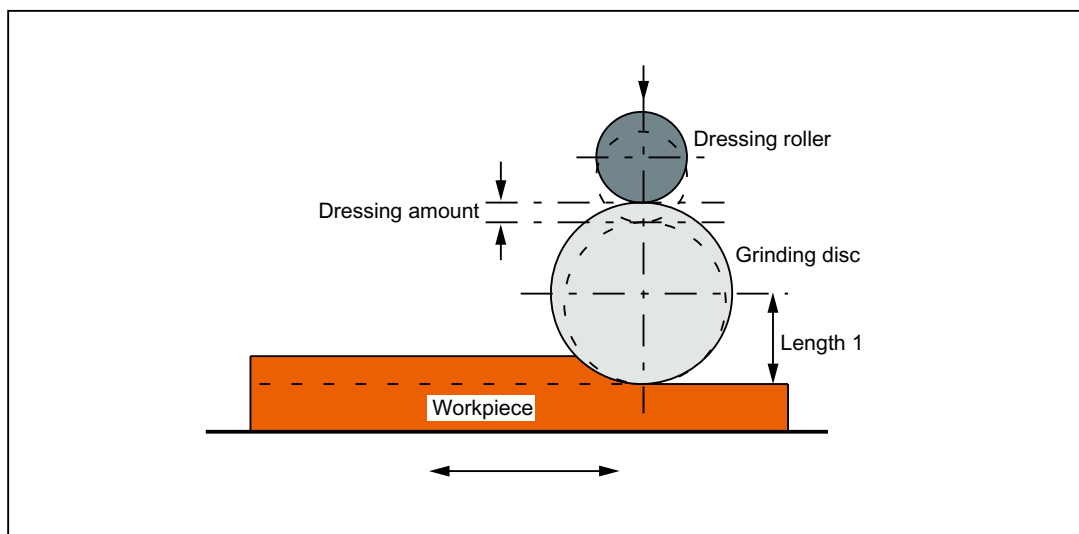 Dressing roller
Dressing amount
Grinding disc
Length 1
Workpiece